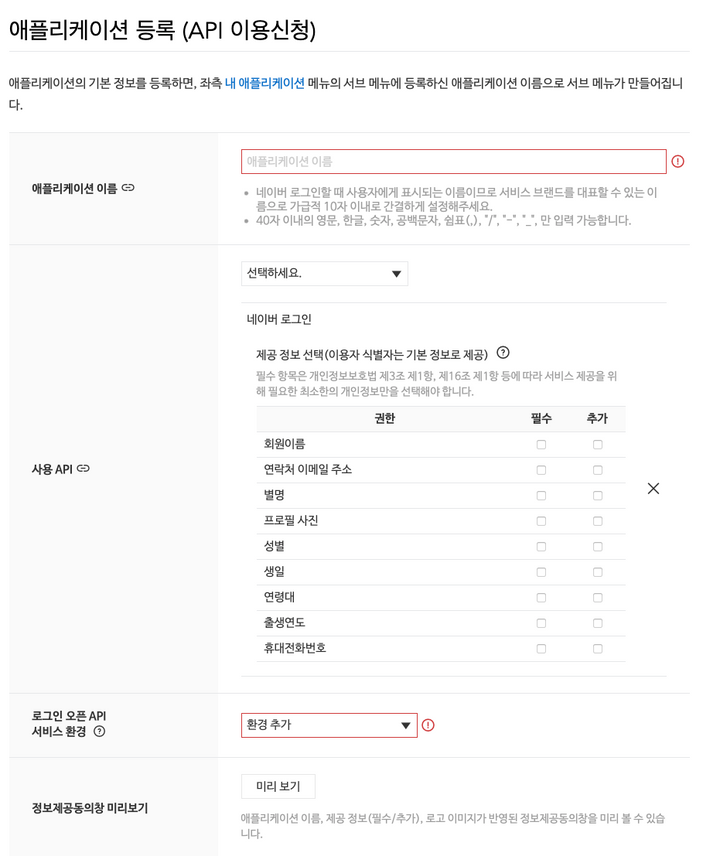 애플리케이션 등록 (API 이용신청)
애플리케이션의 기본 정보를 등록하면, 좌측 내 애플리케이션 메뉴의 서브 메뉴에 등록하신 애플리케이션 이름으로 서브 메뉴가 만들어집니
다.
애플리케이션 이름
애플리케이션 이름
네이버 로그인할 때 사용자에게 표시되는 이름이므로 서비스 브랜드를 대표할 수 있는 이
름으로 가급적 10자 이내로 간결하게 설정해주세요.
40자 이내의 영문, 한글, 숫자, 공백문자, 쉼표(,), "/", "-", "_", 만 입력 가능합니다.
사용 API
선택하세요.
네이버 로그인
제공 정보 선택(이용자 식별자는 기본 정보로 제공)
필수 항목은 개인정보보호법 제3조 제1항, 제16조 제1항 등에 따라 서비스 제공을 위
해 필요한 최소한의 개인정보만을 선택해야 합니다.
권한 필수 추가
회원이름
연락처 이메일 주소
별명
프로필 사진
성별
생일
연령대
출생연도
휴대전화번호
로그인 오픈 API
서비스 환경
환경 추가
정보제공동의창 미리보기
미리 보기
애플리케이션 이름, 제공 정보(필수/추가), 로고 이미지가 반영된 정보제공동의창을 미리 볼 수 있습
니다.